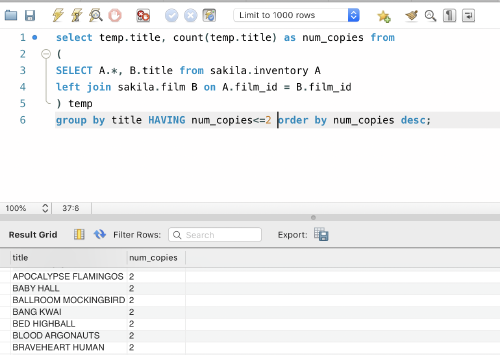 Limit to 1000 rows
1 select temp.title, count(temp.title) as num_copies from
2 (
3 SELECT A.*, B.title from sakila.inventory A
4 left join sakila.film B on A.film_id = B.film_id
5 ) temp
6 group by title HAVING num_copies<=2 order by num_copies desc;
100% 37:6
Result Grid Filter Rows: Search Export:
title num_copies
APOCALYPSE FLAMINGOS 2
BABY HALL 2
BALLROOM MOCKINGBIRD 2
BANG KWAI 2
BED HIGHBALL 2
BLOOD ARGONAUTS 2
BRAVEHEART HUMAN 2